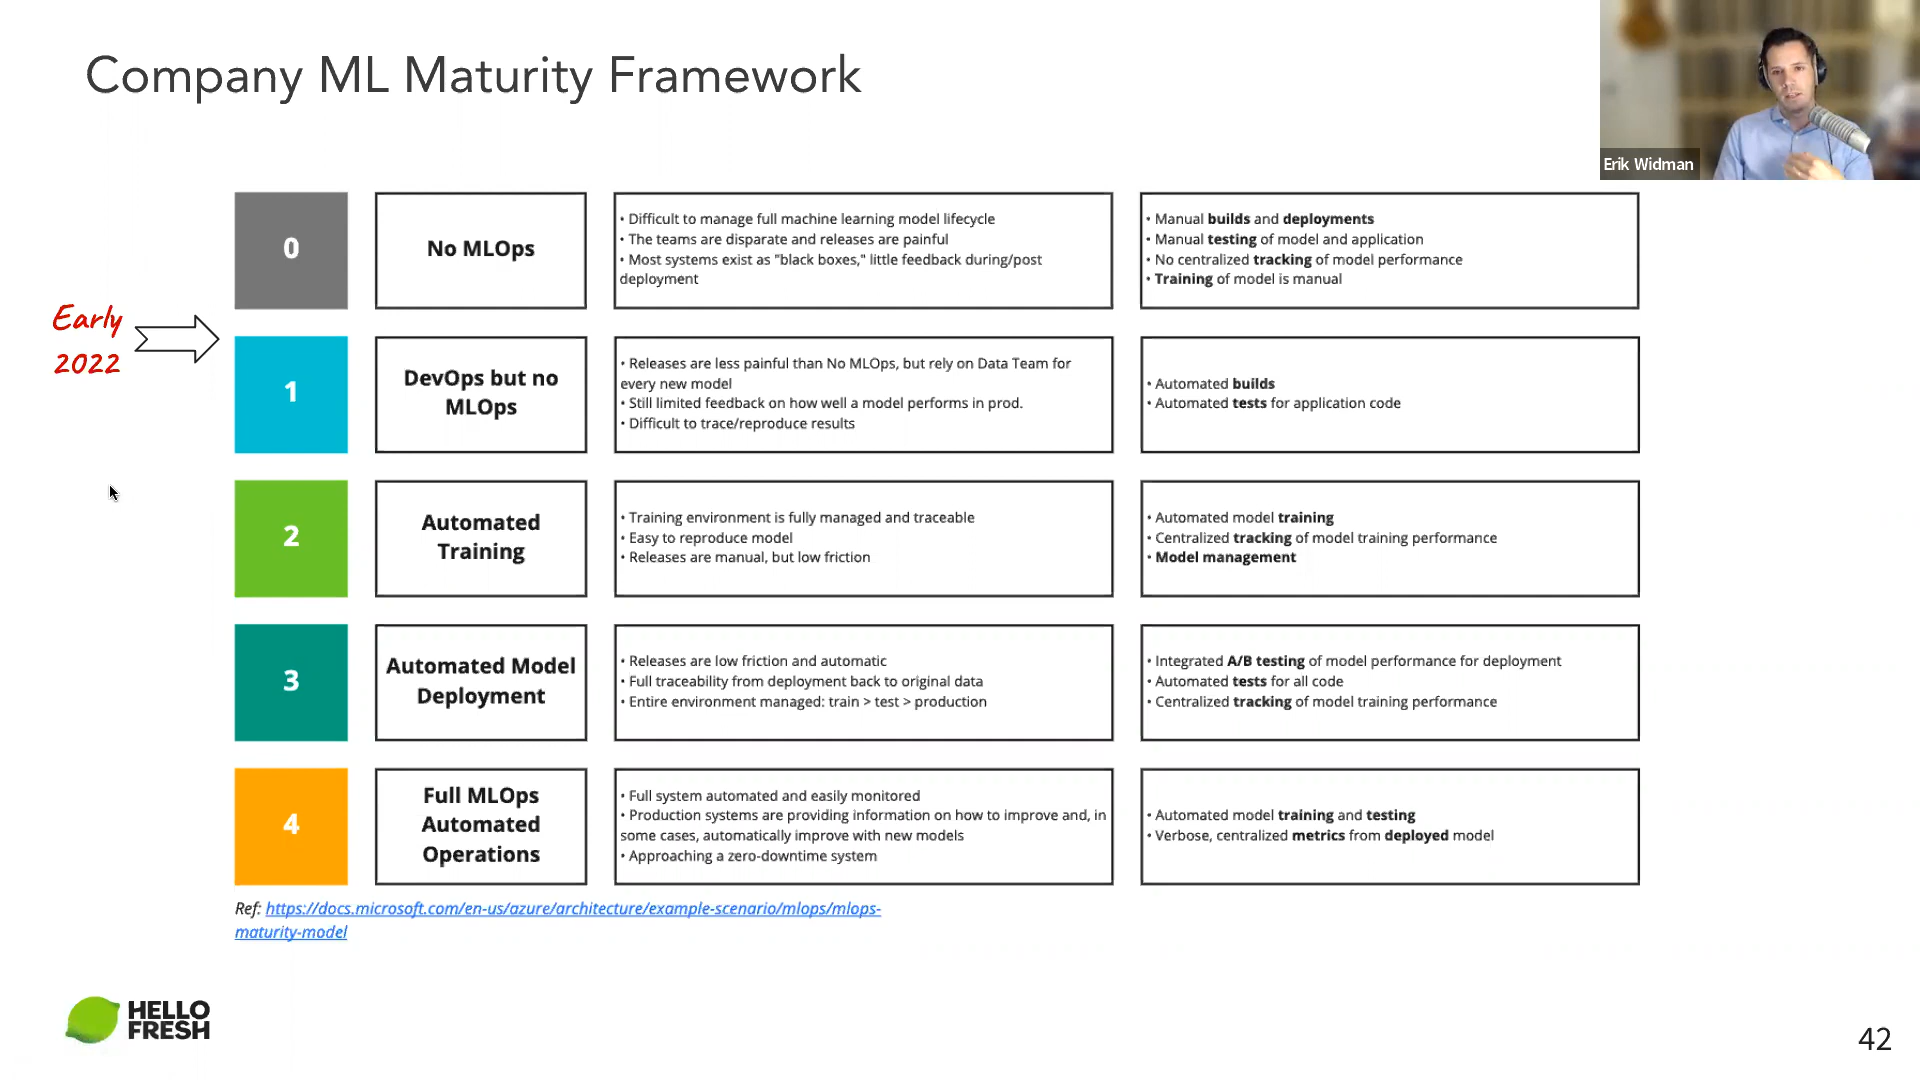 Company ML Maturity Framework
Erik Widman
0
No MLOps
• Difficult to manage full machine learning model lifecycle
• The teams are disparate and releases are painful
• Most systems exist as "black boxes," little feedback during/post
deployment
• Manual builds and deployments
• Manual testing of model and application
• No centralized tracking of model performance
• Training of model is manual
Early
2022
1
DevOps but no
MLOps
• Releases are less painful than No MLOps, but rely on Data Team for
every new model
• Still limited feedback on how well a model performs in prod.
• Difficult to trace/reproduce results
• Automated builds
• Automated tests for application code
2
Automated
Training
• Training environment is fully managed and traceable
• Easy to reproduce model
• Releases are manual, but low friction
• Automated model training
• Centralized tracking of model training performance
• Model management
3
Automated Model
Deployment
• Releases are low friction and automatic
• Full traceability from deployment back to original data
• Entire environment managed: train > test > production
• Integrated A/B testing of model performance for deployment
• Automated tests for all code
• Centralized tracking of model training performance
4
Full MLOps
Automated
Operations
• Full system automated and easily monitored
• Production systems are providing information on how to improve and, in
some cases, automatically improve with new models
• Approaching a zero-downtime system
• Automated model training and testing
• Verbose, centralized metrics from deployed model
Ref: https://docs.microsoft.com/en-us/azure/architecture/example-scenario/mlops/mlops-
maturity-model
HELLO
FRESH
42